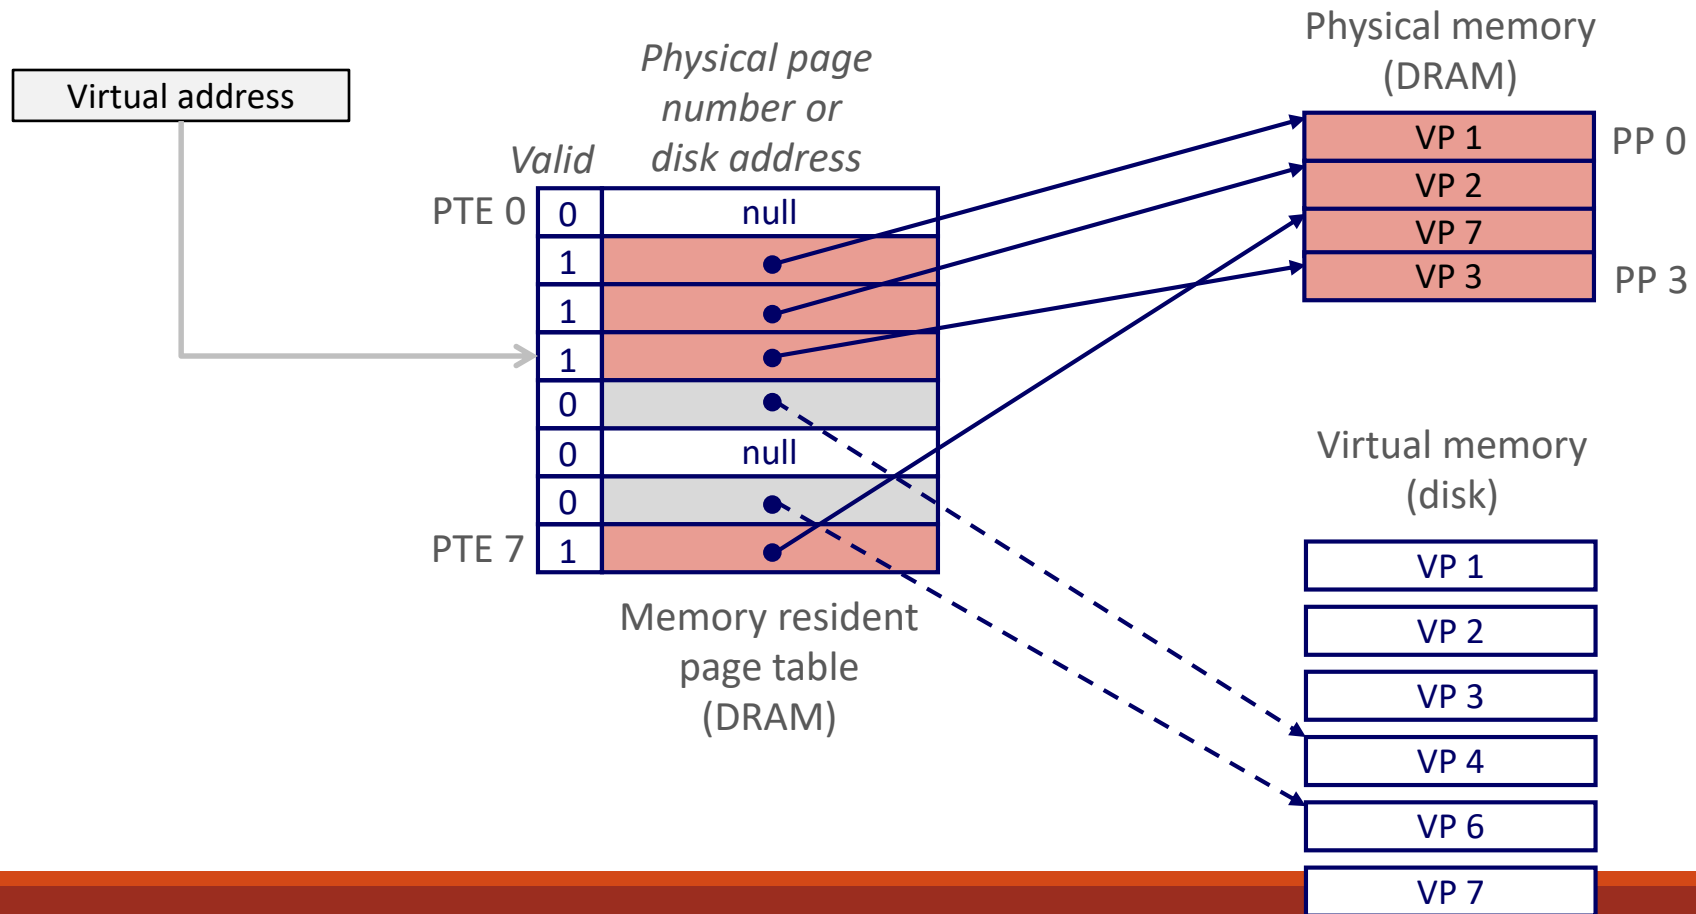 Virtual address
Physical page
number or
disk address
Valid
PTE 0
0
null
1
1
1
0
0
null
0
PTE 7
1
Memory resident
page table
(DRAM)
Physical memory
(DRAM)
VP 1
PP 0
VP 2
VP 7
VP 3
PP 3
Virtual memory
(disk)
VP 1
VP 2
VP 3
VP 4
VP 6
VP 7